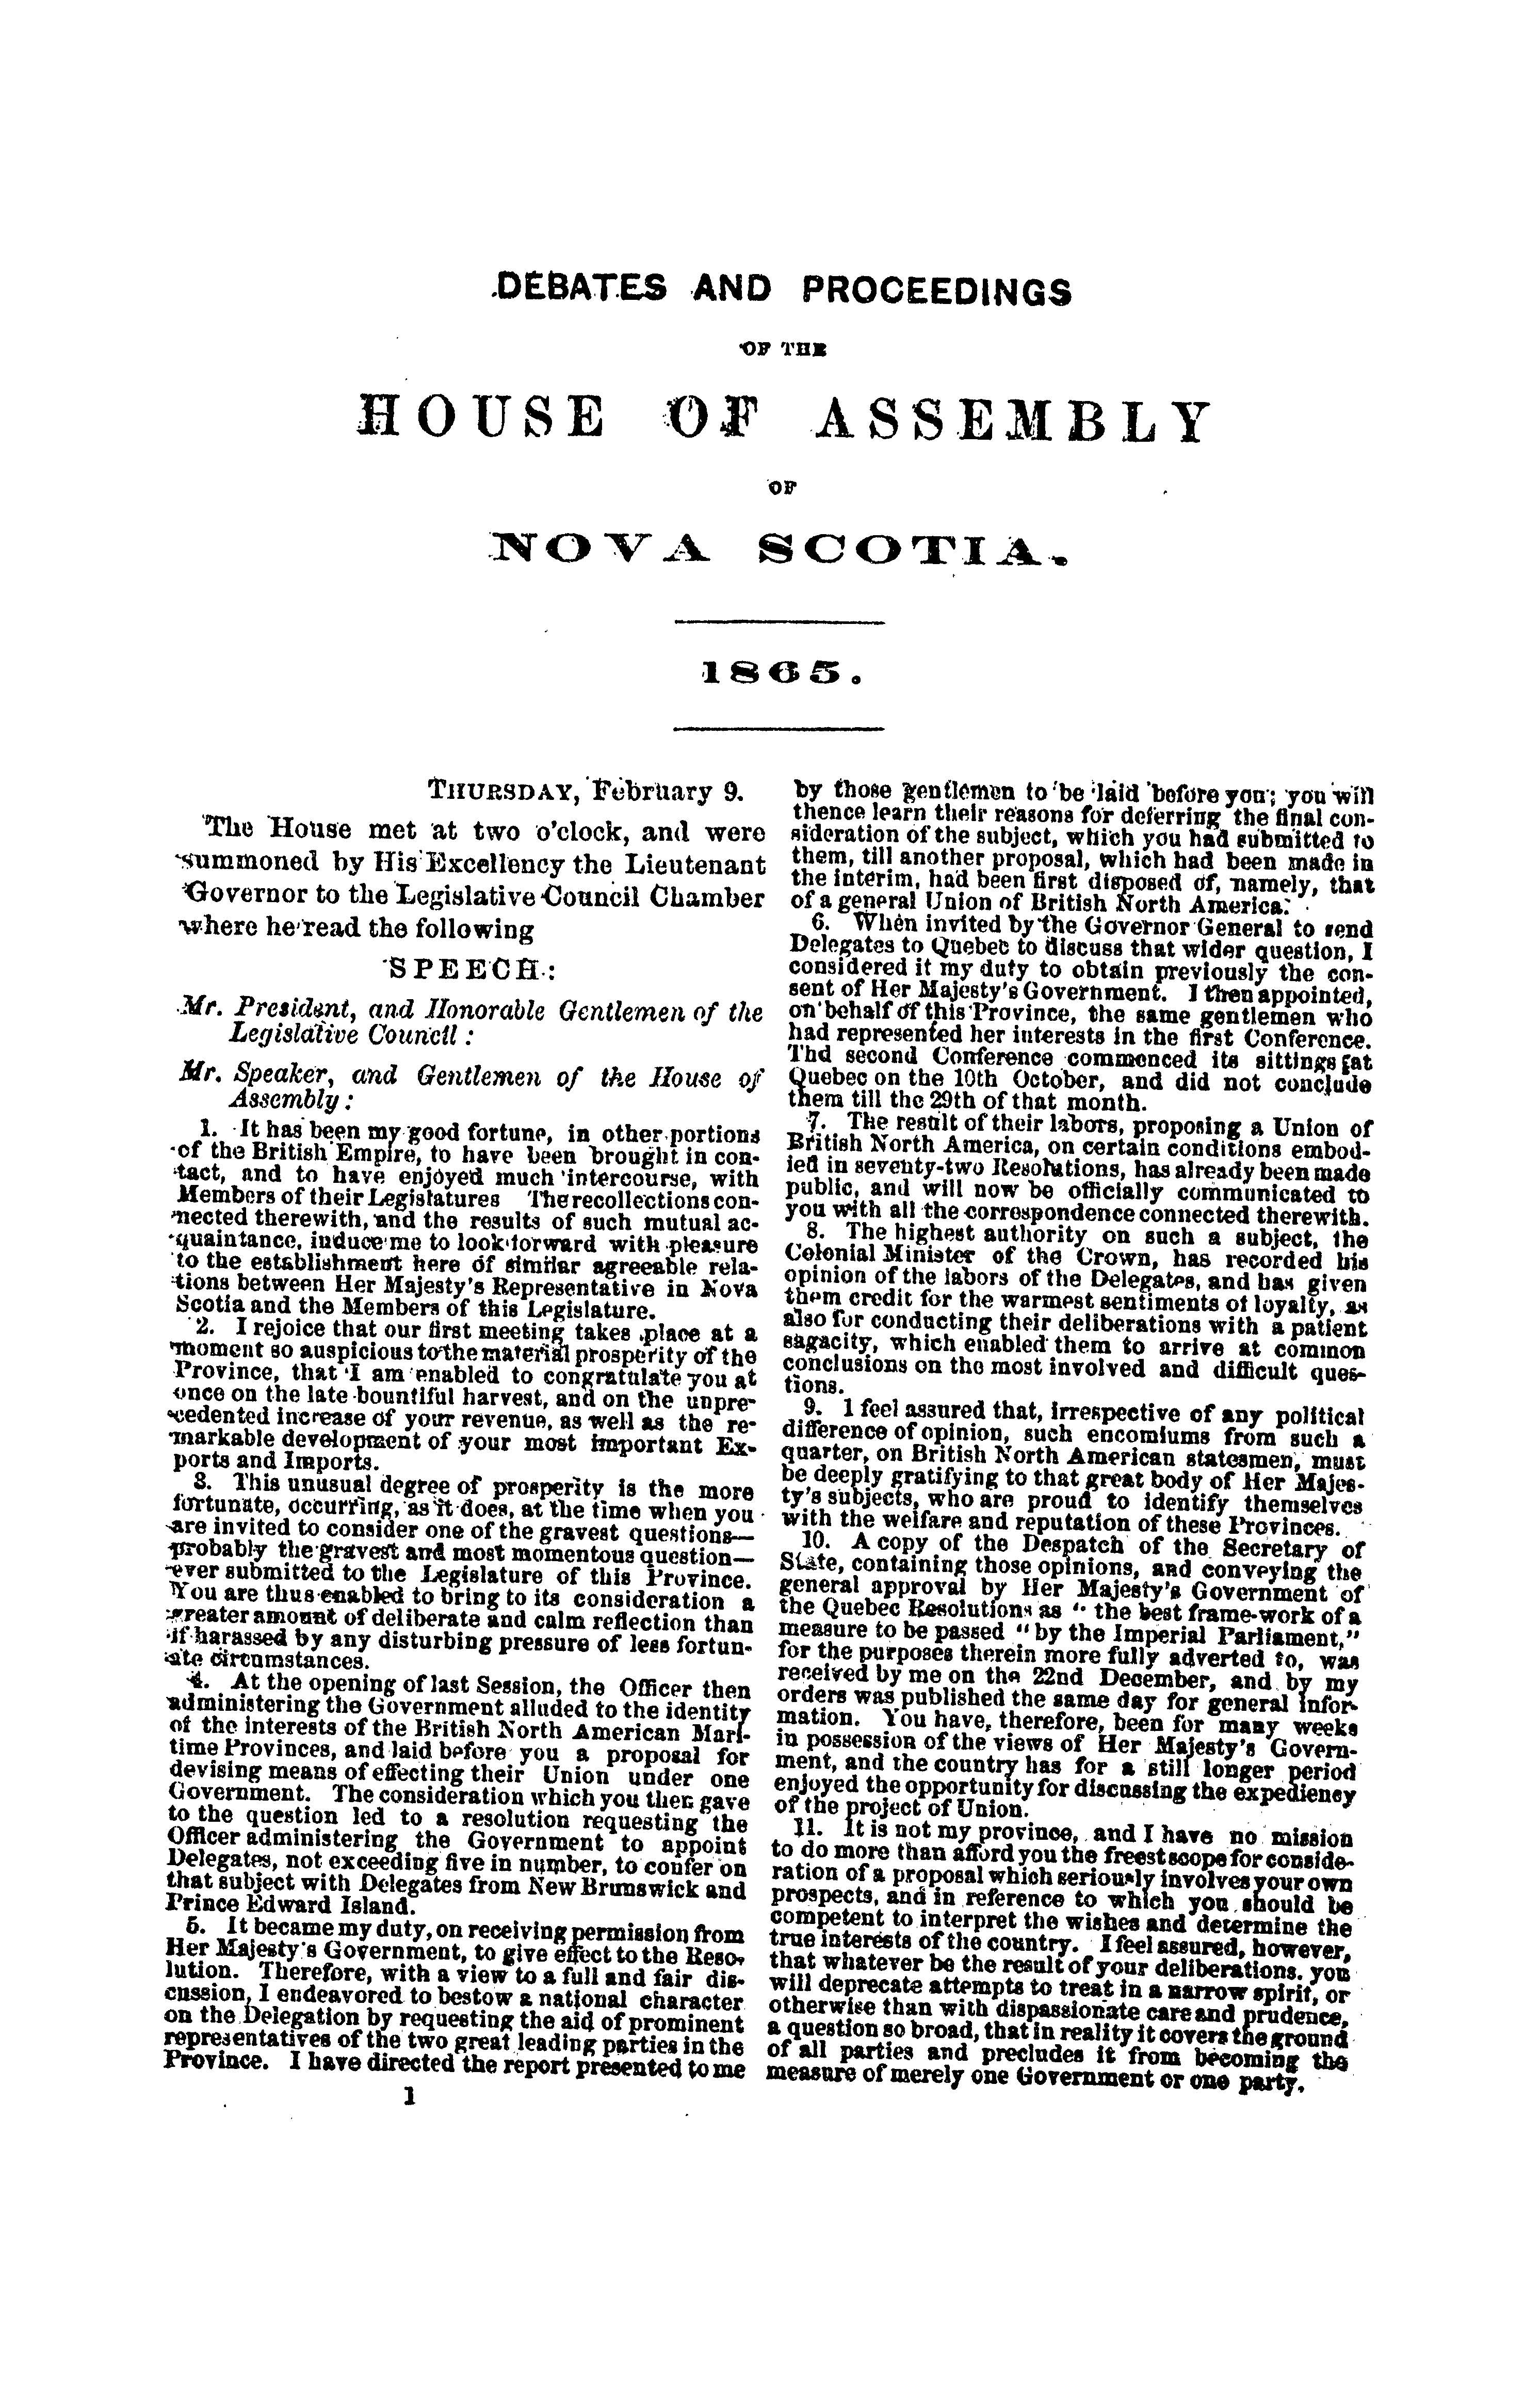 DEBATES AND PROCEEDINGS
OF THE
HOUSE OF ASSEMBLY
OF
NOVA SCOTIA.
1865.
THURSDAY, February 9.
The House met at two o'clock, and were
summoned by His Excellency the Lieutenant
Governor to the Legislative Council Chamber
where he read the following
SPEECH:
Mr. President, and Honorable Gentlemen of the
Legislative Council:
Mr. Speaker, and Gentlemen of the House of
Assembly:
1. It has been my good fortune, in other portions
of the British Empire, to have been brought in con-
tact, and to have enjoyed much intercourse, with
Members of their Legislatures The recollections con-
nected therewith, and the results of such mutual ac-
quaintance, induce me to look forward with pleasure
to the establishment here of similar agreeable rela-
tions between Her Majesty's Representative in Nova
Scotia and the Members of this Legislature.
2. I rejoice that our first meeting takes place at a
moment so auspicious to the material prosperity of the
Province, that I am enabled to congratulate you at
once on the late bountiful harvest, and on the unpre-
cedented increase of your revenue, as well as the re-
markable development of your most important Ex-
ports and Imports.
3. This unusual degree of prosperity is the more
fortunate, occurring, as it does, at the time when you
are invited to consider one of the gravest questions—
probably the gravest and most momentous question—
ever submitted to the Legislature of this Province.
You are thus enabled to bring to its consideration a
greater amount of deliberate and calm reflection than
if harassed by any disturbing pressure of less fortun-
ate circumstances.
4. At the opening of last Session, the Officer then
administering the Government alluded to the identity
of the interests of the British North American Mari-
time Provinces, and laid before you a proposal for
devising means of effecting their Union under one
Government. The consideration which you then gave
to the question led to a resolution requesting the
Officer administering the Government to appoint
Delegates, not exceeding five in number, to confer on
that subject with Delegates from New Brunswick and
Prince Edward Island.
5. It became my duty, on receiving permission from
Her Majesty's Government, to give effect to the Reso-
lution. Therefore, with a view to a full and fair dis-
cussion, I endeavored to bestow a national character
on the Delegation by requesting the aid of prominent
representatives of the two great leading parties in the
Province. I have directed the report presented to me
1
by those gentlemen to be laid before you; you will
thence learn their reasons for deferring the final con-
sideration of the subject, which you had submitted to
them, till another proposal, which had been made in
the interim, had been first disposed of, namely, that
of a general Union of British North America.
6. When invited by the Governor General to send
Delegates to Quebec to discuss that wider question, I
considered it my duty to obtain previously the con-
sent of Her Majesty's Government. I then appointed,
on behalf of this Province, the same gentlemen who
had represented her interests in the first Conference.
Thd second Conference commenced its sittings at
Quebec on the 10th October, and did not conclude
them till the 29th of that month.
7. The result of their labors, proposing a Union of
British North America, on certain conditions embod-
ied in seventy-two Resolutions, has already been made
public, and will now be officially communicated to
you with all the correspondence connected therewith.
8. The highest authority on such a subject, the
Colonial Minister of the Crown, has recorded his
opinion of the labors of the Delegates, and has given
them credit for the warmest sentiments of loyalty, as
also for conducting their deliberations with a patient
sagacity, which enabled them to arrive at common
conclusions on the most involved and difficult ques-
tions.
9. I feel assured that, irrespective of any political
difference of opinion, such encomiums from such a
quarter, on British North American statesmen, must
be deeply gratifying to that great body of Her Majes-
ty's subjects, who are proud to identify themselves
with the welfare and reputation of these Provinces.
10. A copy of the Despatch of the Secretary of
State, containing those opinions, and conveying the
general approval by Her Majesty's Government of
the Quebec Resolutions as "the best frame-work of a
measure to be passed "by the Imperial Parliament,"
for the purposes therein more fully adverted to, was
received by me on the 22nd December, and by my
orders was published the same day for general infor-
mation. You have, therefore, been for many weeks
in possession of the views of Her Majesty's Govern-
ment, and the country has for a still longer period
enjoyed the opportunity for discussing the expediency
of the project of Union.
11. It is not my province, and I have no mission
to do more than afford you the freest scope for conside-
ration of a proposal which seriously involves your own
prospects, and in reference to which you should be
competent to interpret the wishes and determine the
true interests of the country. I feel assured, however,
that whatever be the result of your deliberations. you
will deprecate attempts to treat in a narrow spirit, or
otherwise than with dispassionate care and prudence,
a question so broad, that in reality it covers the ground
of all parties and precludes it from becoming the
measure of merely one Government or one party.